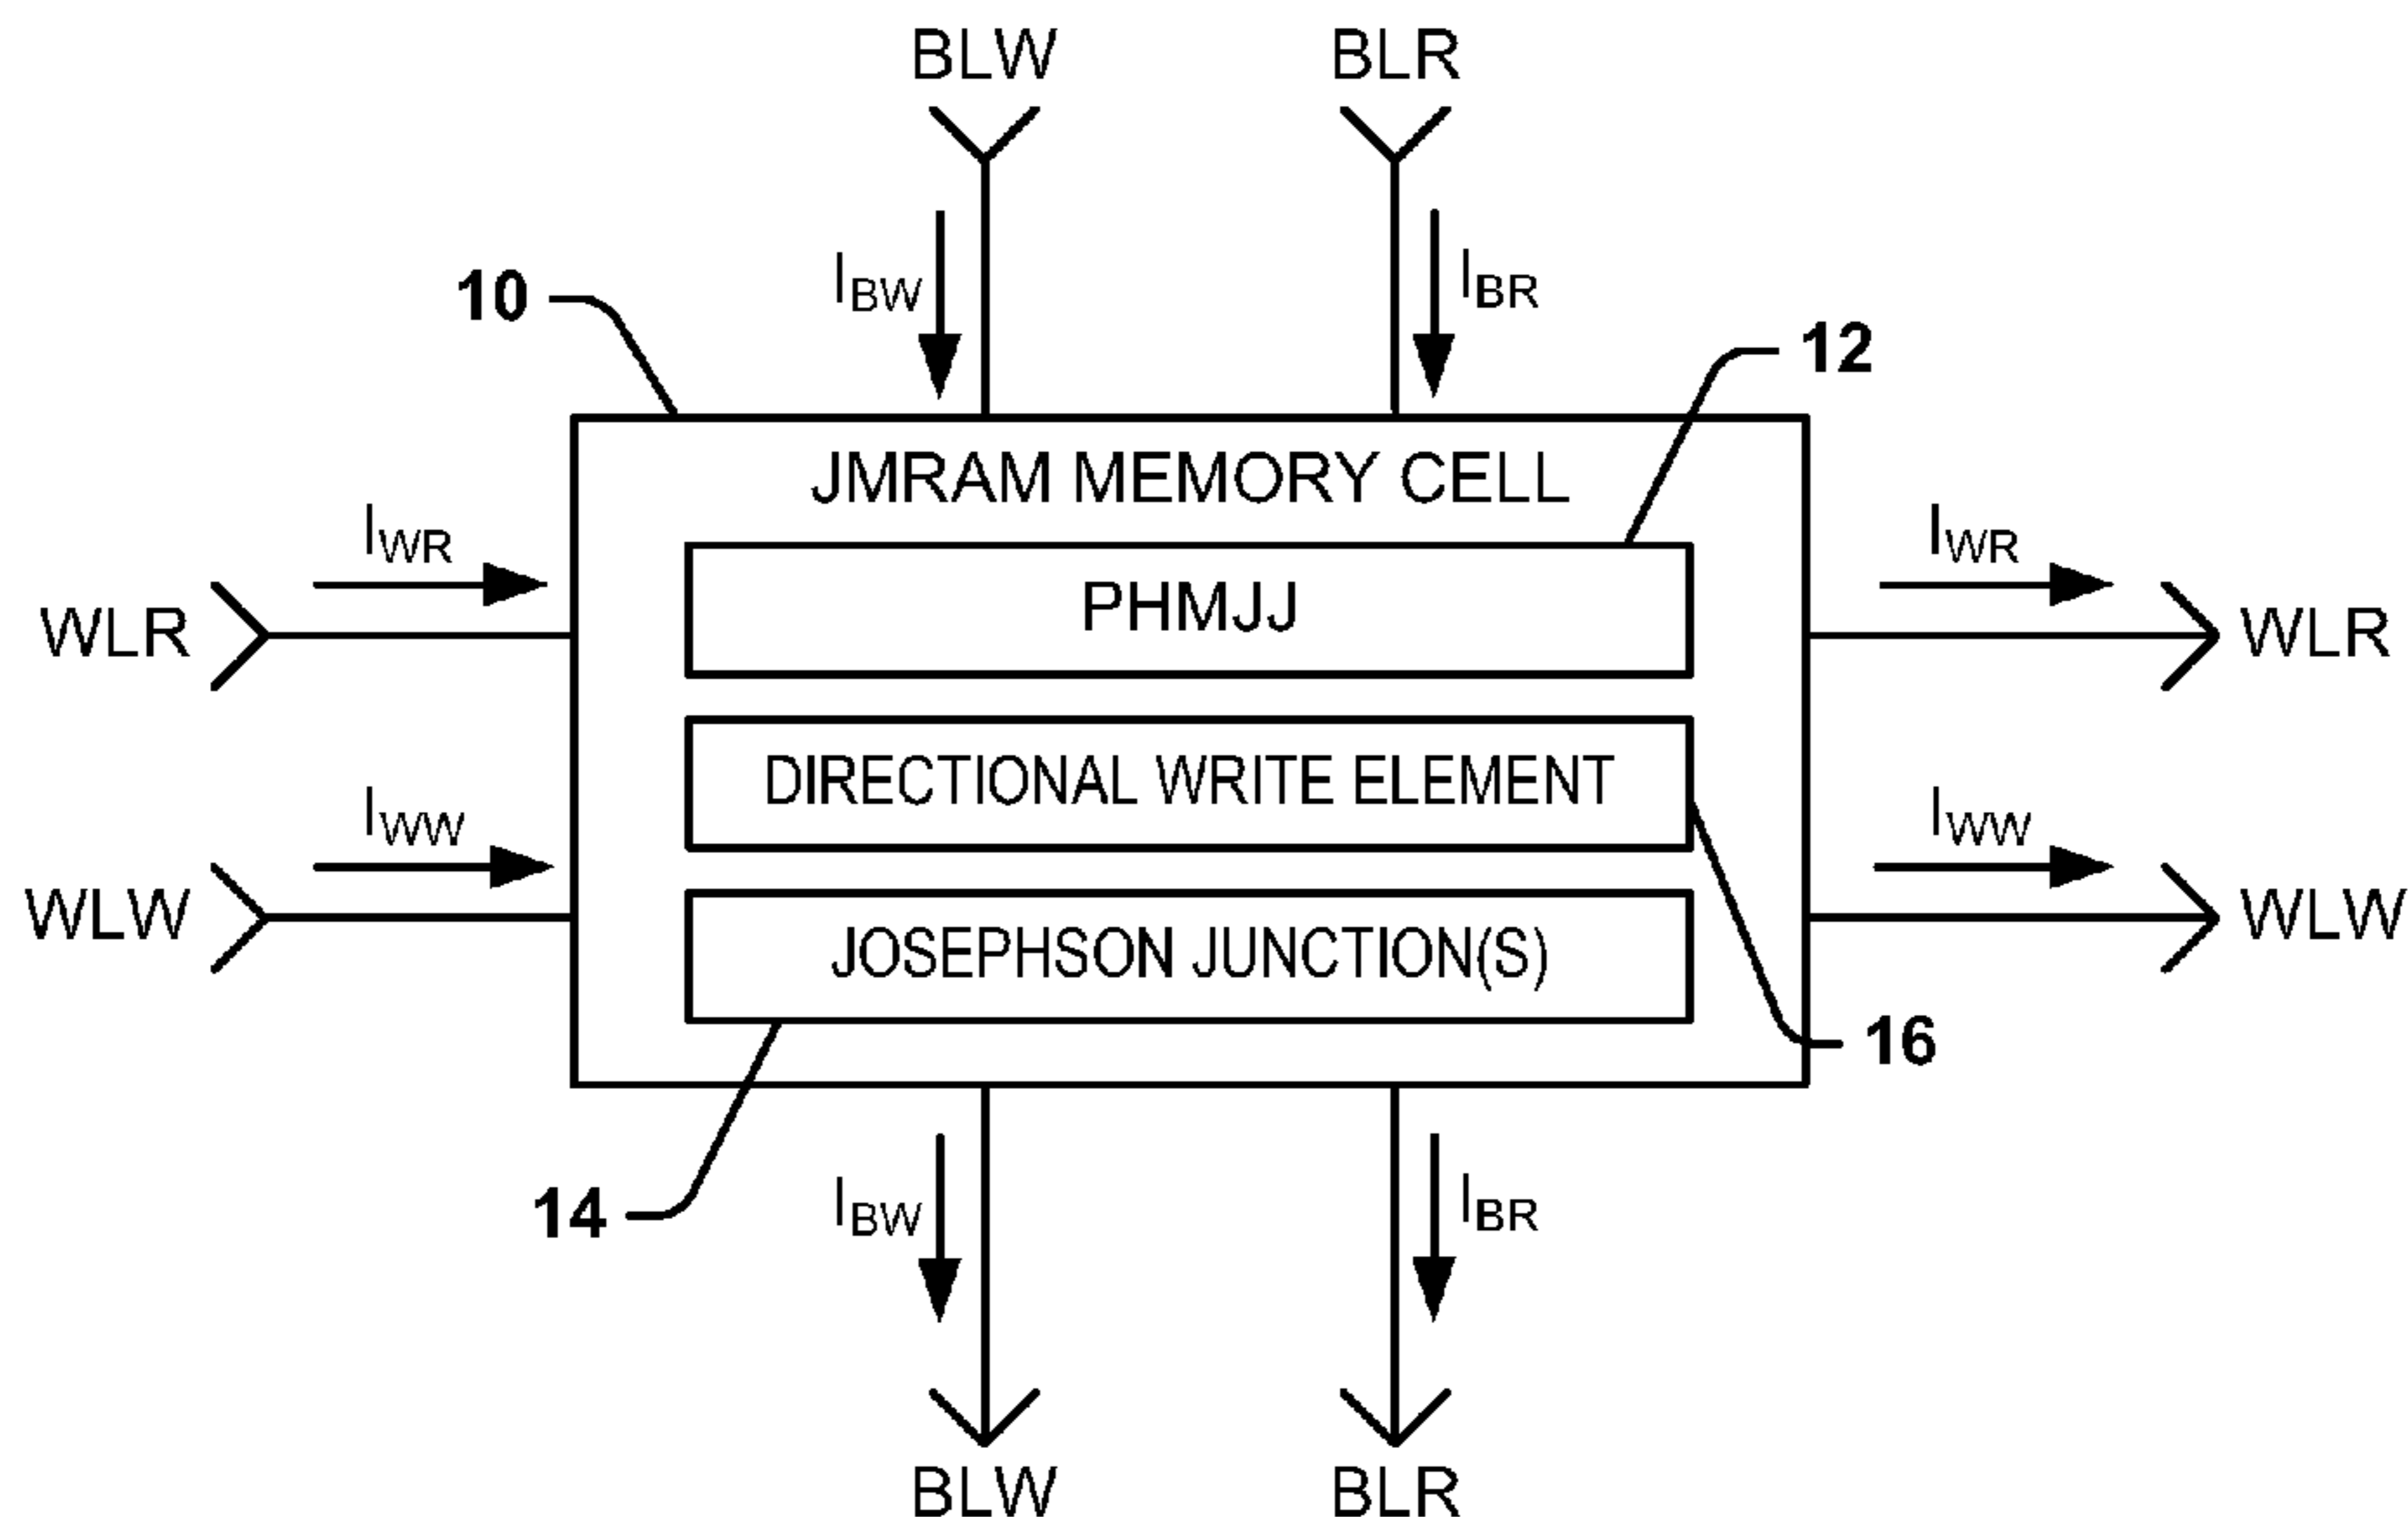 BLW BLR
I_BW I_BR
10
12
JMRAM MEMORY CELL
I_WR I_WR
PHMJJ
WLR WLR
DIRECTIONAL WRITE ELEMENT
I_WW I_WW
WLW WLW
JOSEPHSON JUNCTION(S)
16
14
I_BW I_BR
BLW BLR